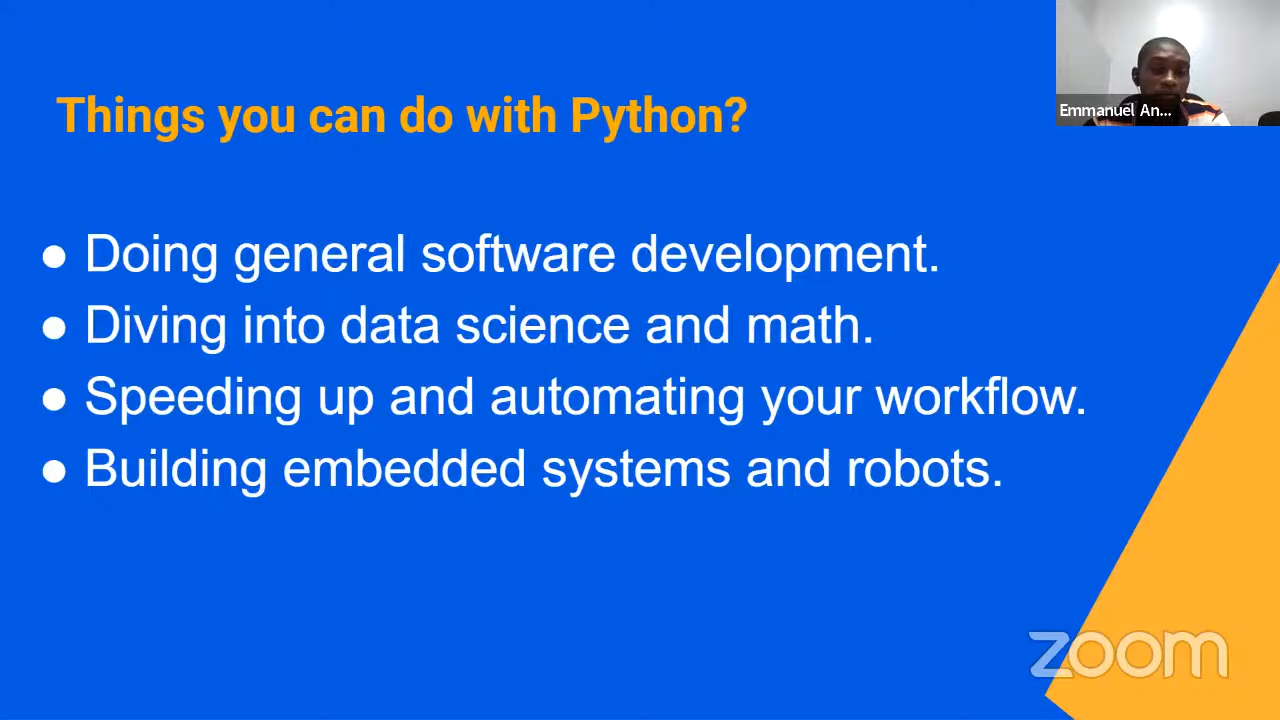 Things you can do with Python?
Emmanuel An...
● Doing general software development.
● Diving into data science and math.
● Speeding up and automating your workflow.
● Building embedded systems and robots.
zoom